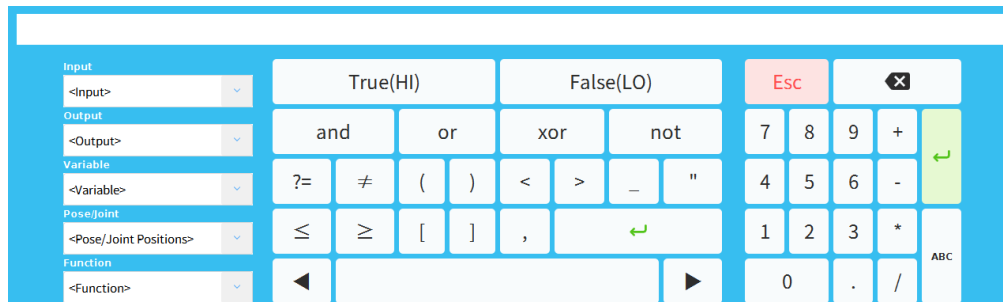 Input
<Input>
True(HI) False(LO) Esc
Output
<Output>
and or xor not 7 8 9 +
Variable
<Variable>
?= ≠ ( ) < > _ " 4 5 6 -
Pose/Joint
<Pose/Joint Positions>
≤ ≥ [ ] , 1 2 3 * ABC
Function
<Function>
0 . /